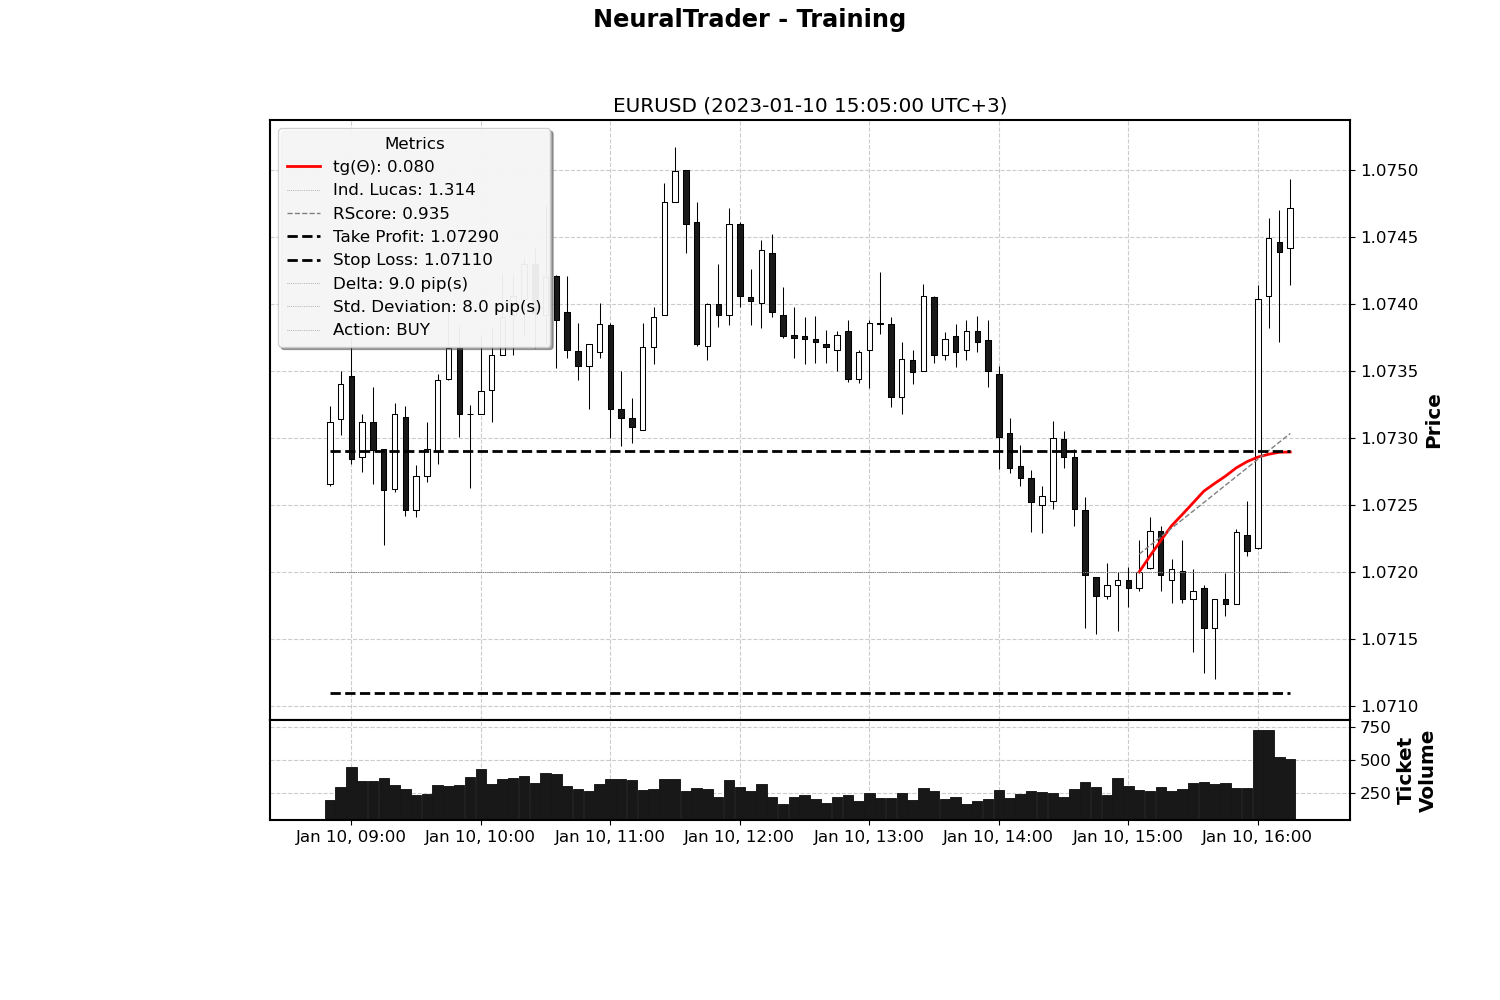 NeuralTrader - Training
EURUSD (2023-01-10 15:05:00 UTC+3)
Metrics
tg(Θ): 0.080
Ind. Lucas: 1.314
RScore: 0.935
Take Profit: 1.07290
Stop Loss: 1.07110
Delta: 9.0 pip(s)
Std. Deviation: 8.0 pip(s)
Action: BUY
1.0750
1.0745
1.0740
1.0735
1.0730
1.0725
1.0720
1.0715
1.0710
Price
750
500
250
Ticket
Volume
Jan 10, 09:00 Jan 10, 10:00 Jan 10, 11:00 Jan 10, 12:00 Jan 10, 13:00 Jan 10, 14:00 Jan 10, 15:00 Jan 10, 16:00